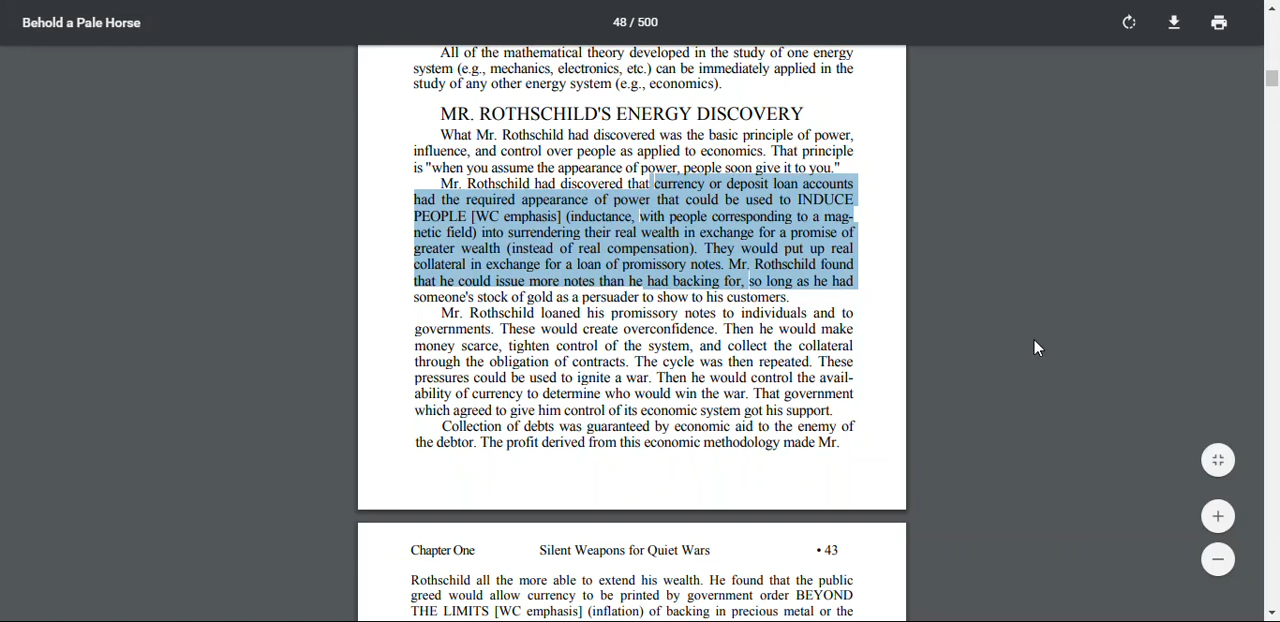 Behold a Pale Horse
48 / 500
All of the mathematical theory developed in the study of one energy
system (e.g., mechanics, electronics, etc.) can be immediately applied in the
study of any other energy system (e.g., economics).
MR. ROTHSCHILD'S ENERGY DISCOVERY
What Mr. Rothschild had discovered was the basic principle of power,
influence, and control over people as applied to economics. That principle
is "when you assume the appearance of power, people soon give it to you."
Mr. Rothschild had discovered that currency or deposit loan accounts
had the required appearance of power that could be used to INDUCE
PEOPLE [WC emphasis] (inductance, with people corresponding to a mag-
netic field) into surrendering their real wealth in exchange for a promise of
greater wealth (instead of real compensation). They would put up real
collateral in exchange for a loan of promissory notes. Mr. Rothschild found
that he could issue more notes than he had backing for, so long as he had
someone's stock of gold as a persuader to show to his customers.
Mr. Rothschild loaned his promissory notes to individuals and to
governments. These would create overconfidence. Then he would make
money scarce, tighten control of the system, and collect the collateral
through the obligation of contracts. The cycle was then repeated. These
pressures could be used to ignite a war. Then he would control the avail-
ability of currency to determine who would win the war. That government
which agreed to give him control of its economic system got his support.
Collection of debts was guaranteed by economic aid to the enemy of
the debtor. The profit derived from this economic methodology made Mr.
Chapter One Silent Weapons for Quiet Wars • 43
Rothschild all the more able to extend his wealth. He found that the public
greed would allow currency to be printed by government order BEYOND
THE LIMITS [WC emphasis] (inflation) of backing in precious metal or the